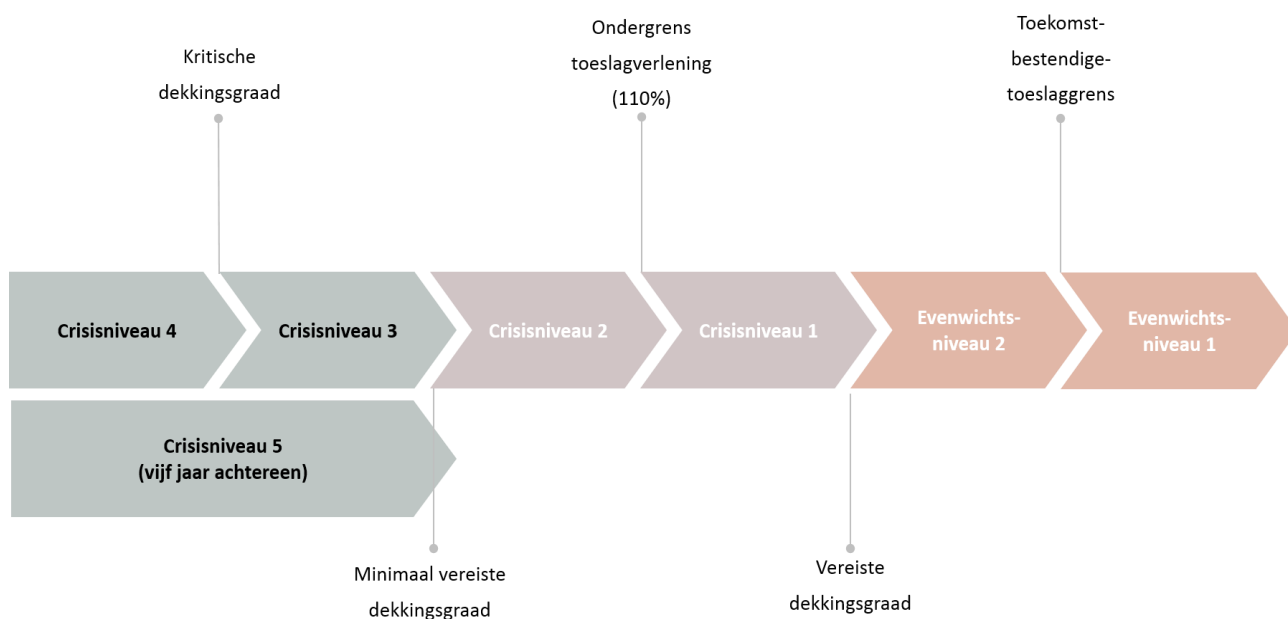 Kritische
dekkingsgraad
Ondergrens
toeslagverlening
(110%)
Toekomst-
bestendige-
toeslaggrens
Crisisniveau 4
Crisisniveau 3
Crisisniveau 2
Crisisniveau 1
Evenwichts-
niveau 2
Evenwichts-
niveau 1
Crisisniveau 5
(vijf jaar achtereen)
Minimaal vereiste
dekkingsgraad
Vereiste
dekkingsgraad